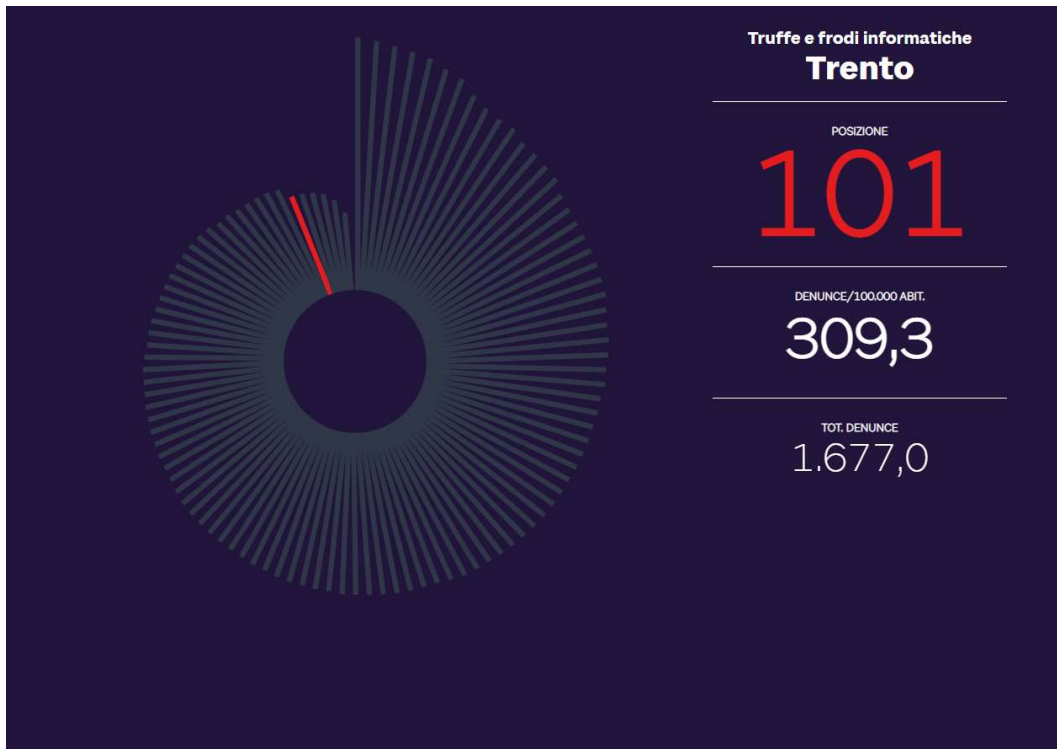 Truffe e frodi informatiche
Trento
POSIZIONE
101
DENUNCE/100.000 ABIT.
309,3
TOT. DENUNCE
1.677,0